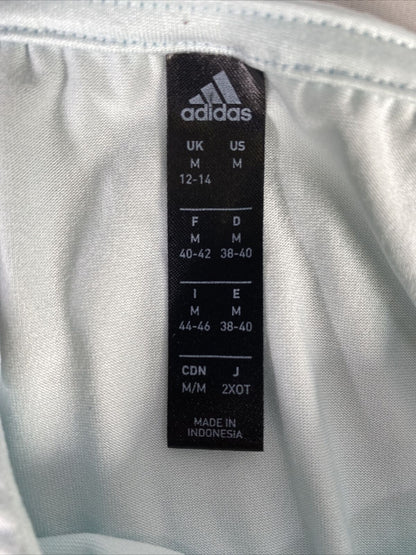 adidas
UK US
M M
12-14
F D
M M
40-42 38-40
I E
M M
44-46 38-40
CDN J
M/M 2XOT
MADE IN
INDONESIA